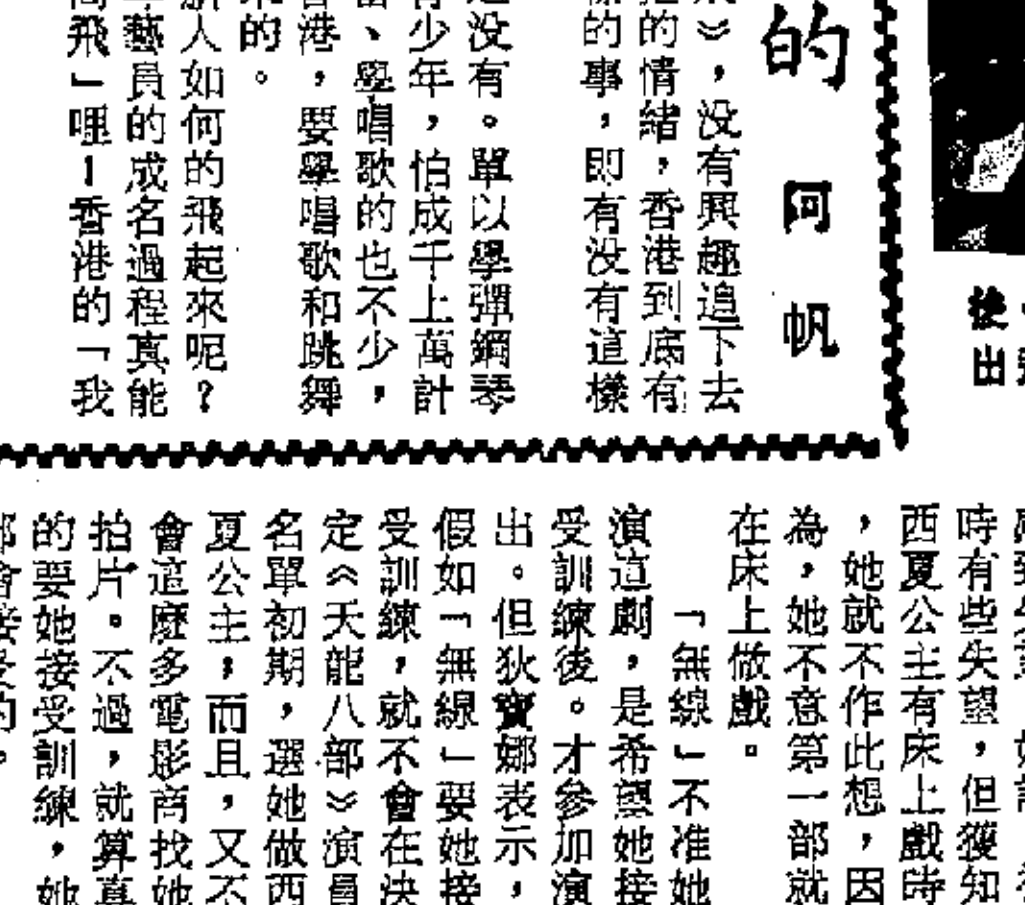 的 阿 帆
》，没有興趣追下去
的情緒，香港到底有
的事，即有没有這樣
没有。單以學彈鋼琴
少年，怕成千上萬計
、學唱歌的也不少，
香港，要學唱歌和跳舞
的。
人如何的飛起來呢？
藝員的成名過程真能
飛」哩！香港的「我
後
出
時有些失望，但獲知
西夏公主有床上戲時
，她就不作此想，因
為，她不意第一部就
在床上做戲。
「無線」不准她
演這劇，是希望她接
受訓練後。才參加演
出。但狄寶娜表示，
假如「無線」要她接
受訓練，就不會在決
定《天龍八部》演員
名單初期，選她做西
夏公主；而且，又不
會這麼多電影商找她
拍片。不過，就算真
的要她接受訓練，她
會接受的。